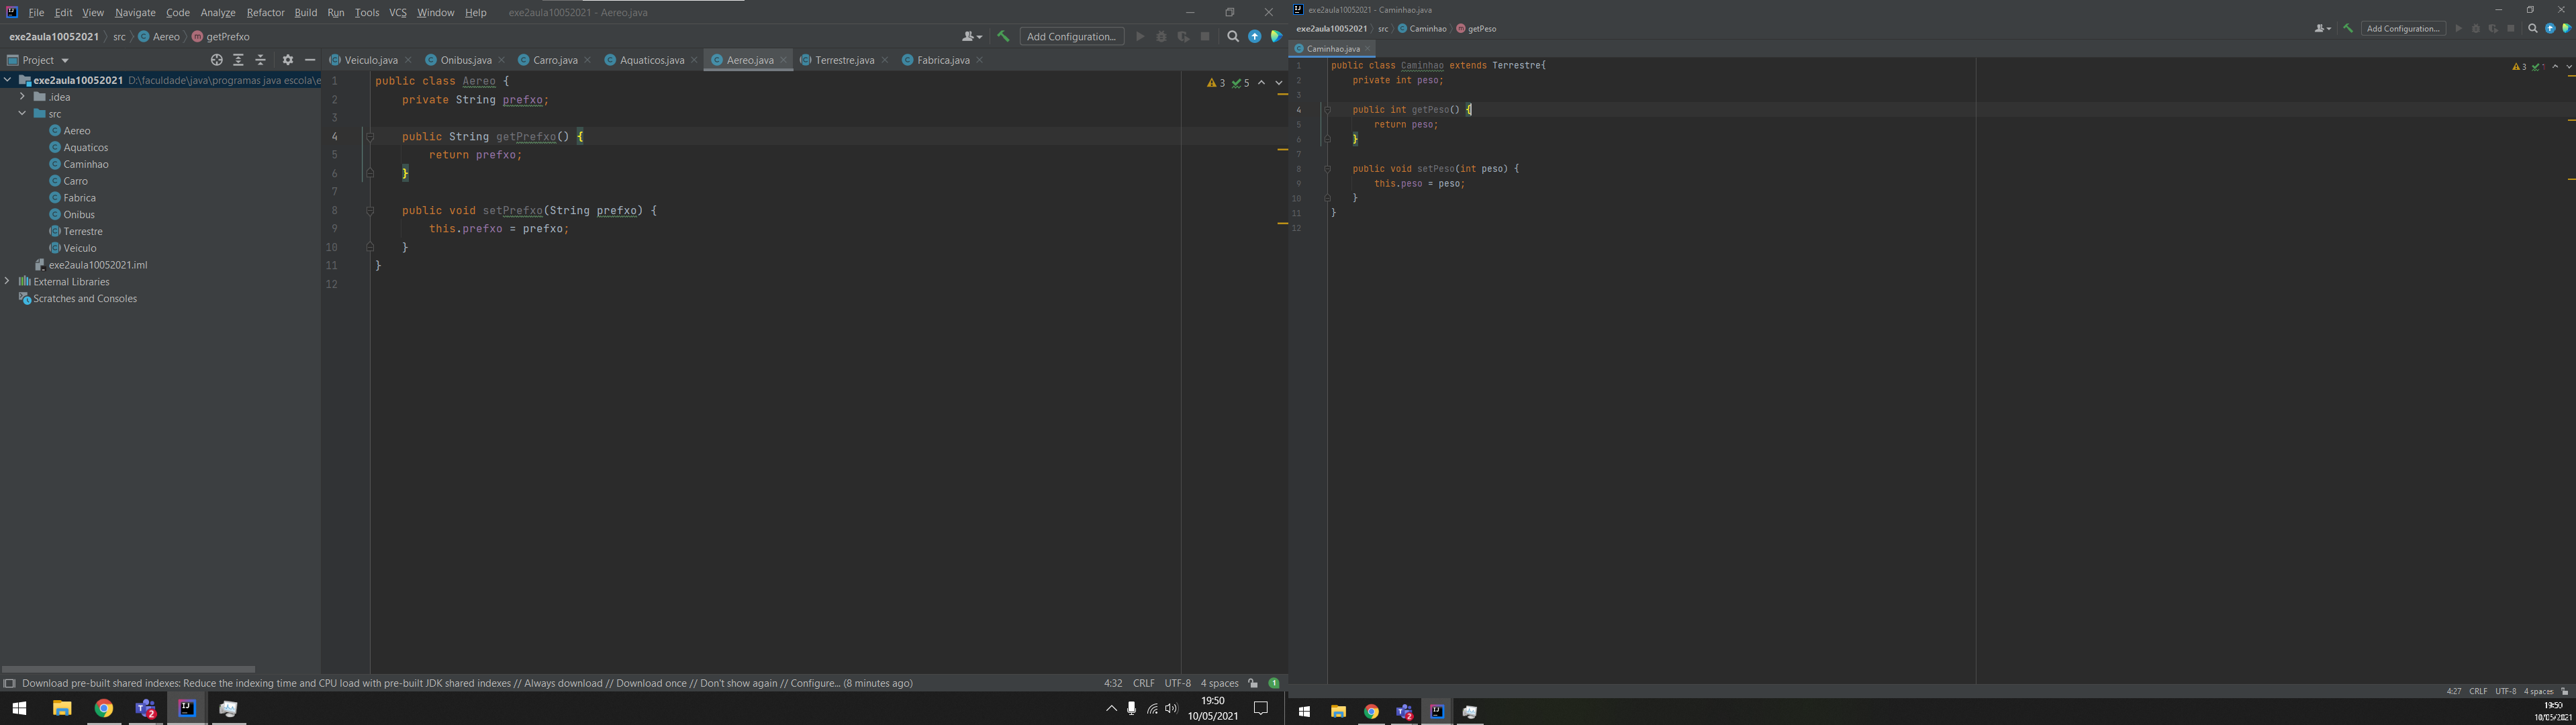 File Edit View Navigate Code Analyze Refactor Build Run Tools VCS Window Help exe2aula10052021 - Aereo.java
exe2aula10052021 src Aereo getPrefxo Add Configuration...
Project
Veiculo.java Onibus.java Carro.java Aquaticos.java Aereo.java Terrestre.java Fabrica.java
exe2aula10052021 D:\faculdade\java\programas java escola\e
.idea
src
Aereo
Aquaticos
Caminhao
Carro
Fabrica
Onibus
Terrestre
Veiculo
exe2aula10052021.iml
External Libraries
Scratches and Consoles
3 5
1 public class Aereo {
2 private String prefxo;
3
4 public String getPrefxo() {
5 return prefxo;
6 }
7
8 public void setPrefxo(String prefxo) {
9 this.prefxo = prefxo;
10 }
11 }
12
Download pre-built shared indexes: Reduce the indexing time and CPU load with pre-built JDK shared indexes // Always download // Download once // Don't show again // Configure... (8 minutes ago) 4:32 CRLF UTF-8 4 spaces 1
19:50
10/05/2021
exe2aula10052021 - Caminhao.java
exe2aula10052021 src Caminhao getPeso Add Configuration...
Caminhao.java
3 1
1 public class Caminhao extends Terrestre{
2 private int peso;
3
4 public int getPeso() {
5 return peso;
6 }
7
8 public void setPeso(int peso) {
9 this.peso = peso;
10 }
11 }
12
4:27 CRLF UTF-8 4 spaces
19:50
10/05/2021